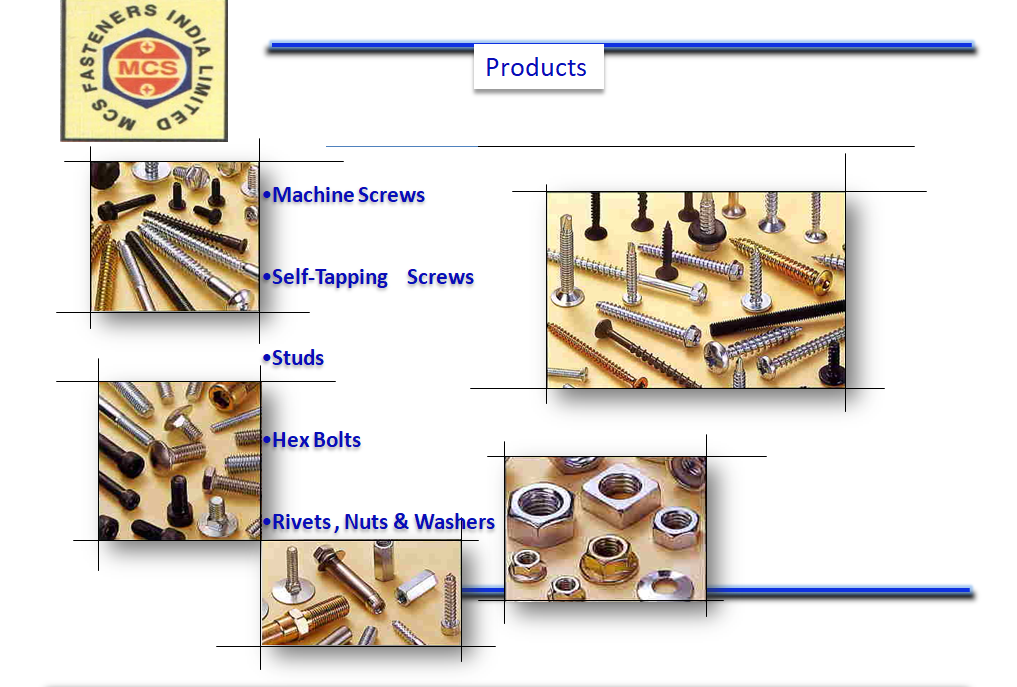 MCS FASTENERS INDIA LIMITED
MCS
Products
•Machine Screws
•Self-Tapping Screws
•Studs
•Hex Bolts
•Rivets , Nuts & Washers